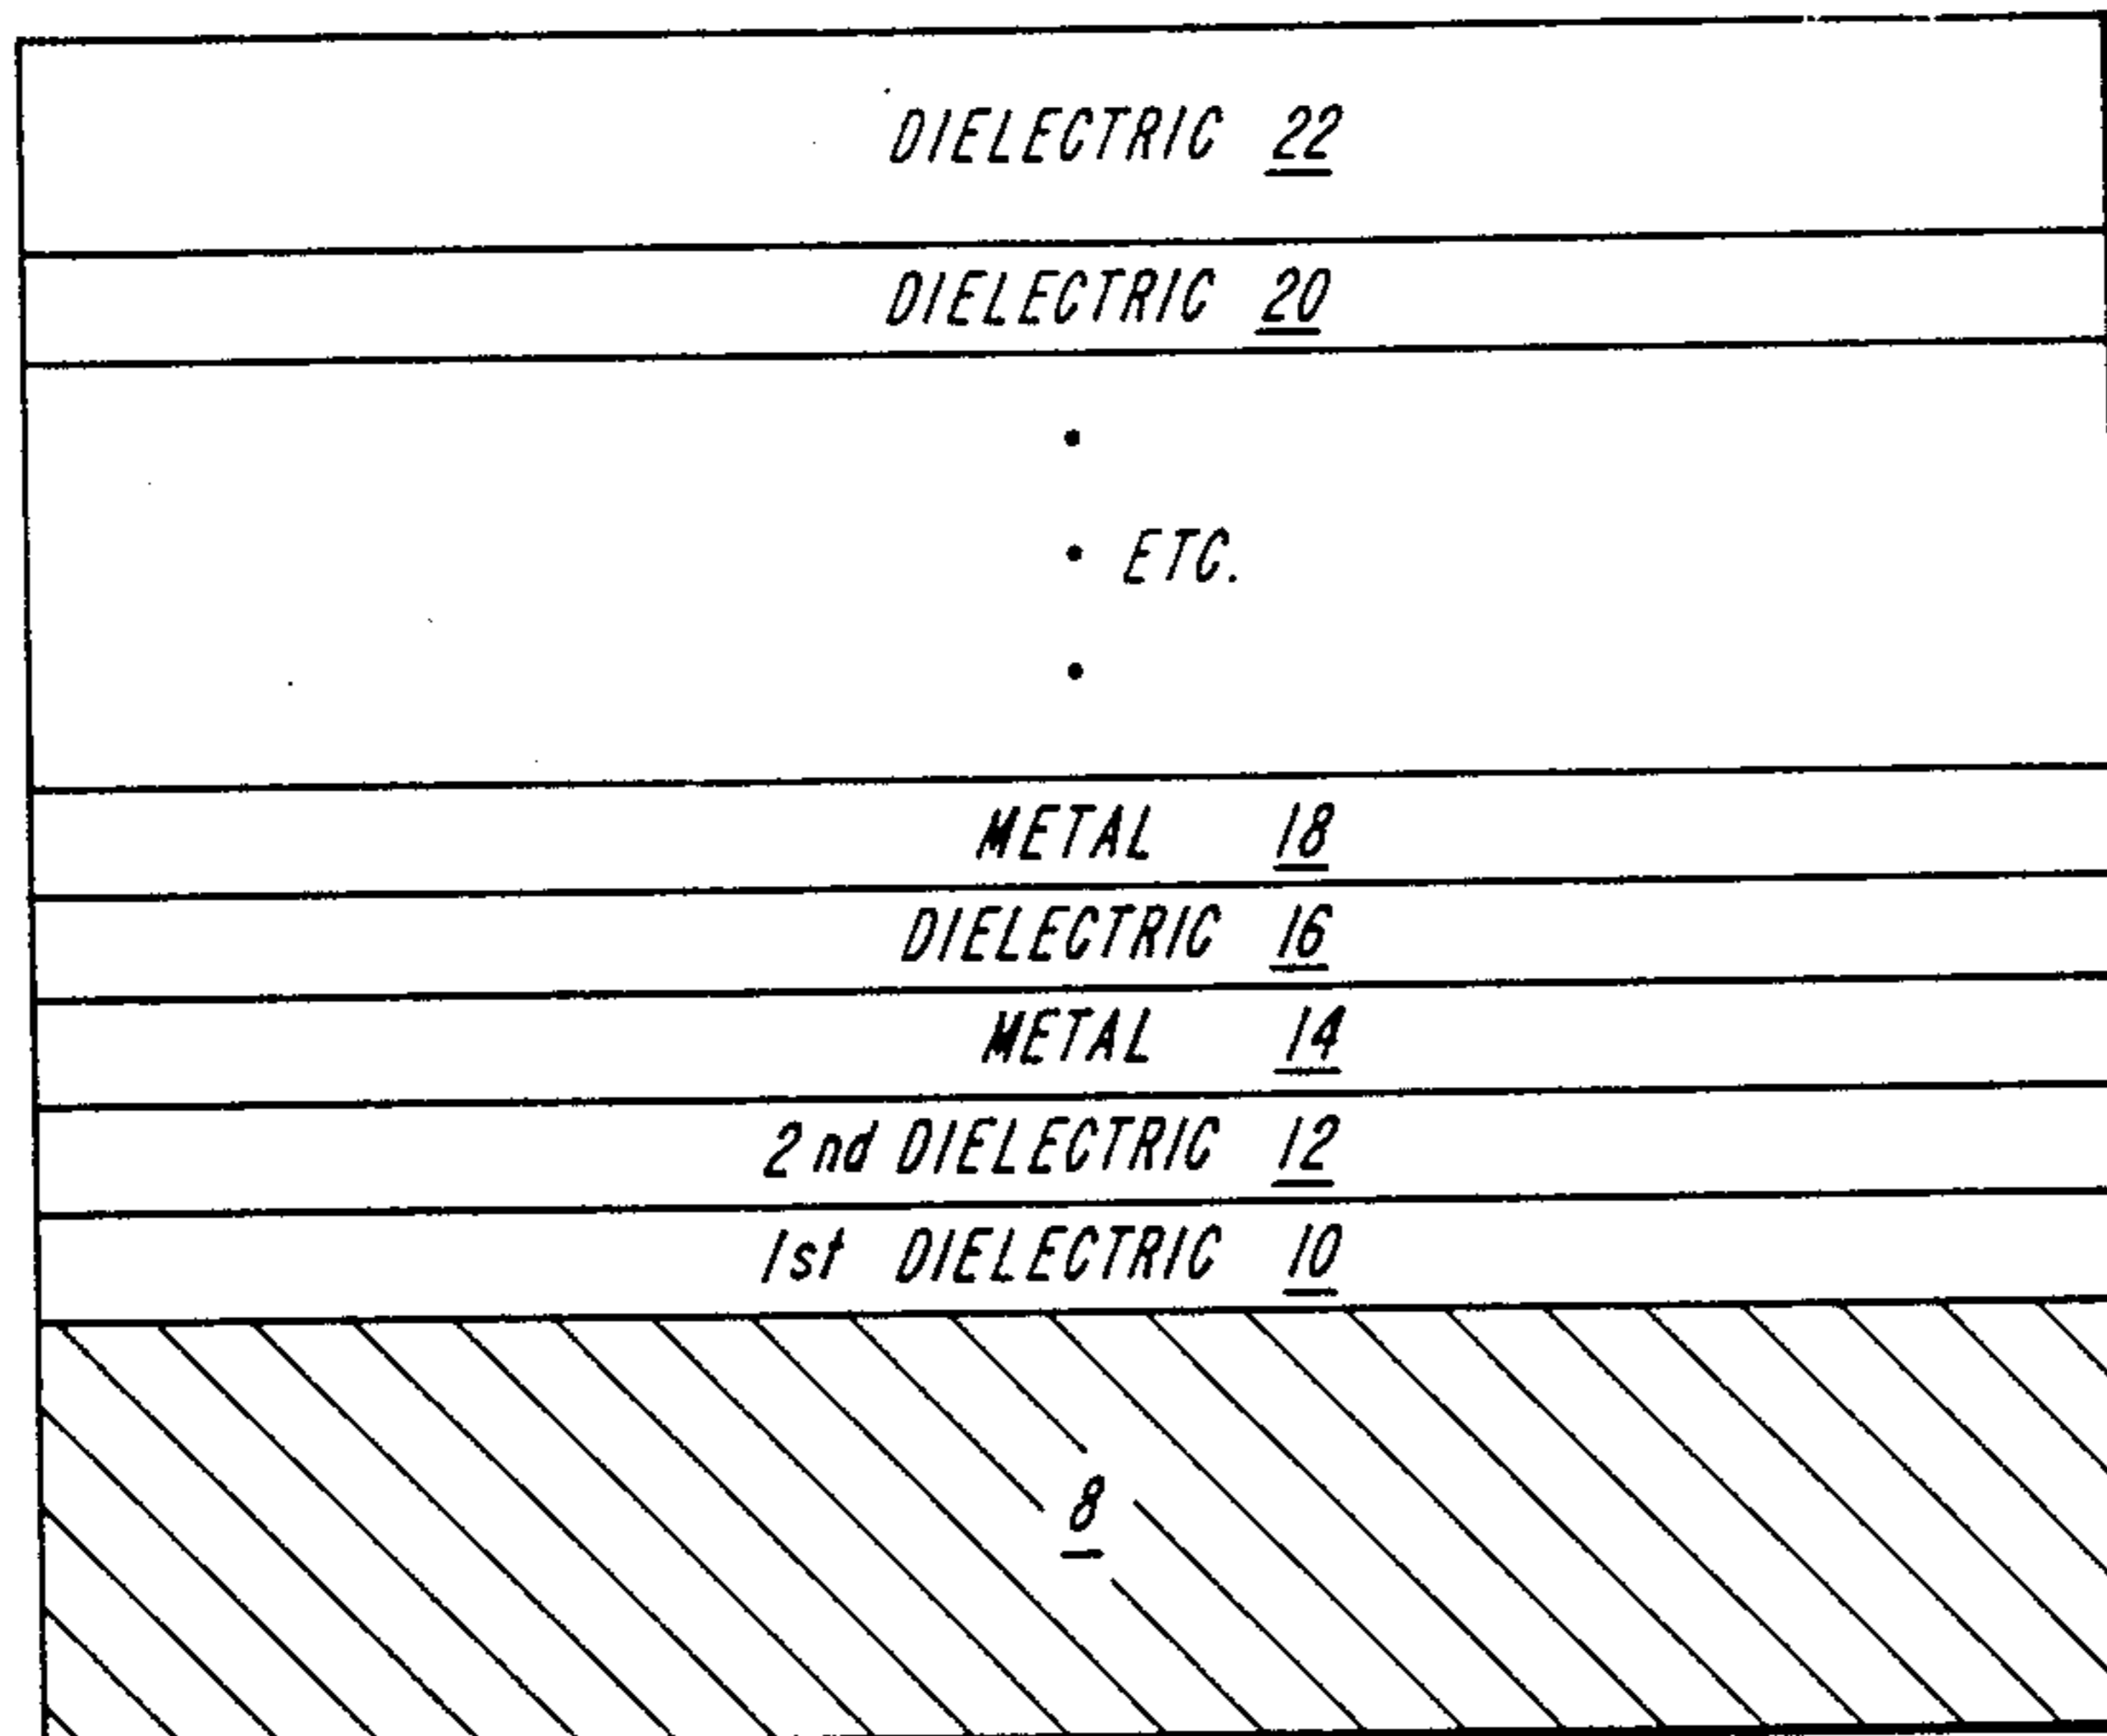 DIELECTRIC 22
DIELECTRIC 20
• ETC.
METAL 18
DIELECTRIC 16
METAL 14
2nd DIELECTRIC 12
1st DIELECTRIC 10
8